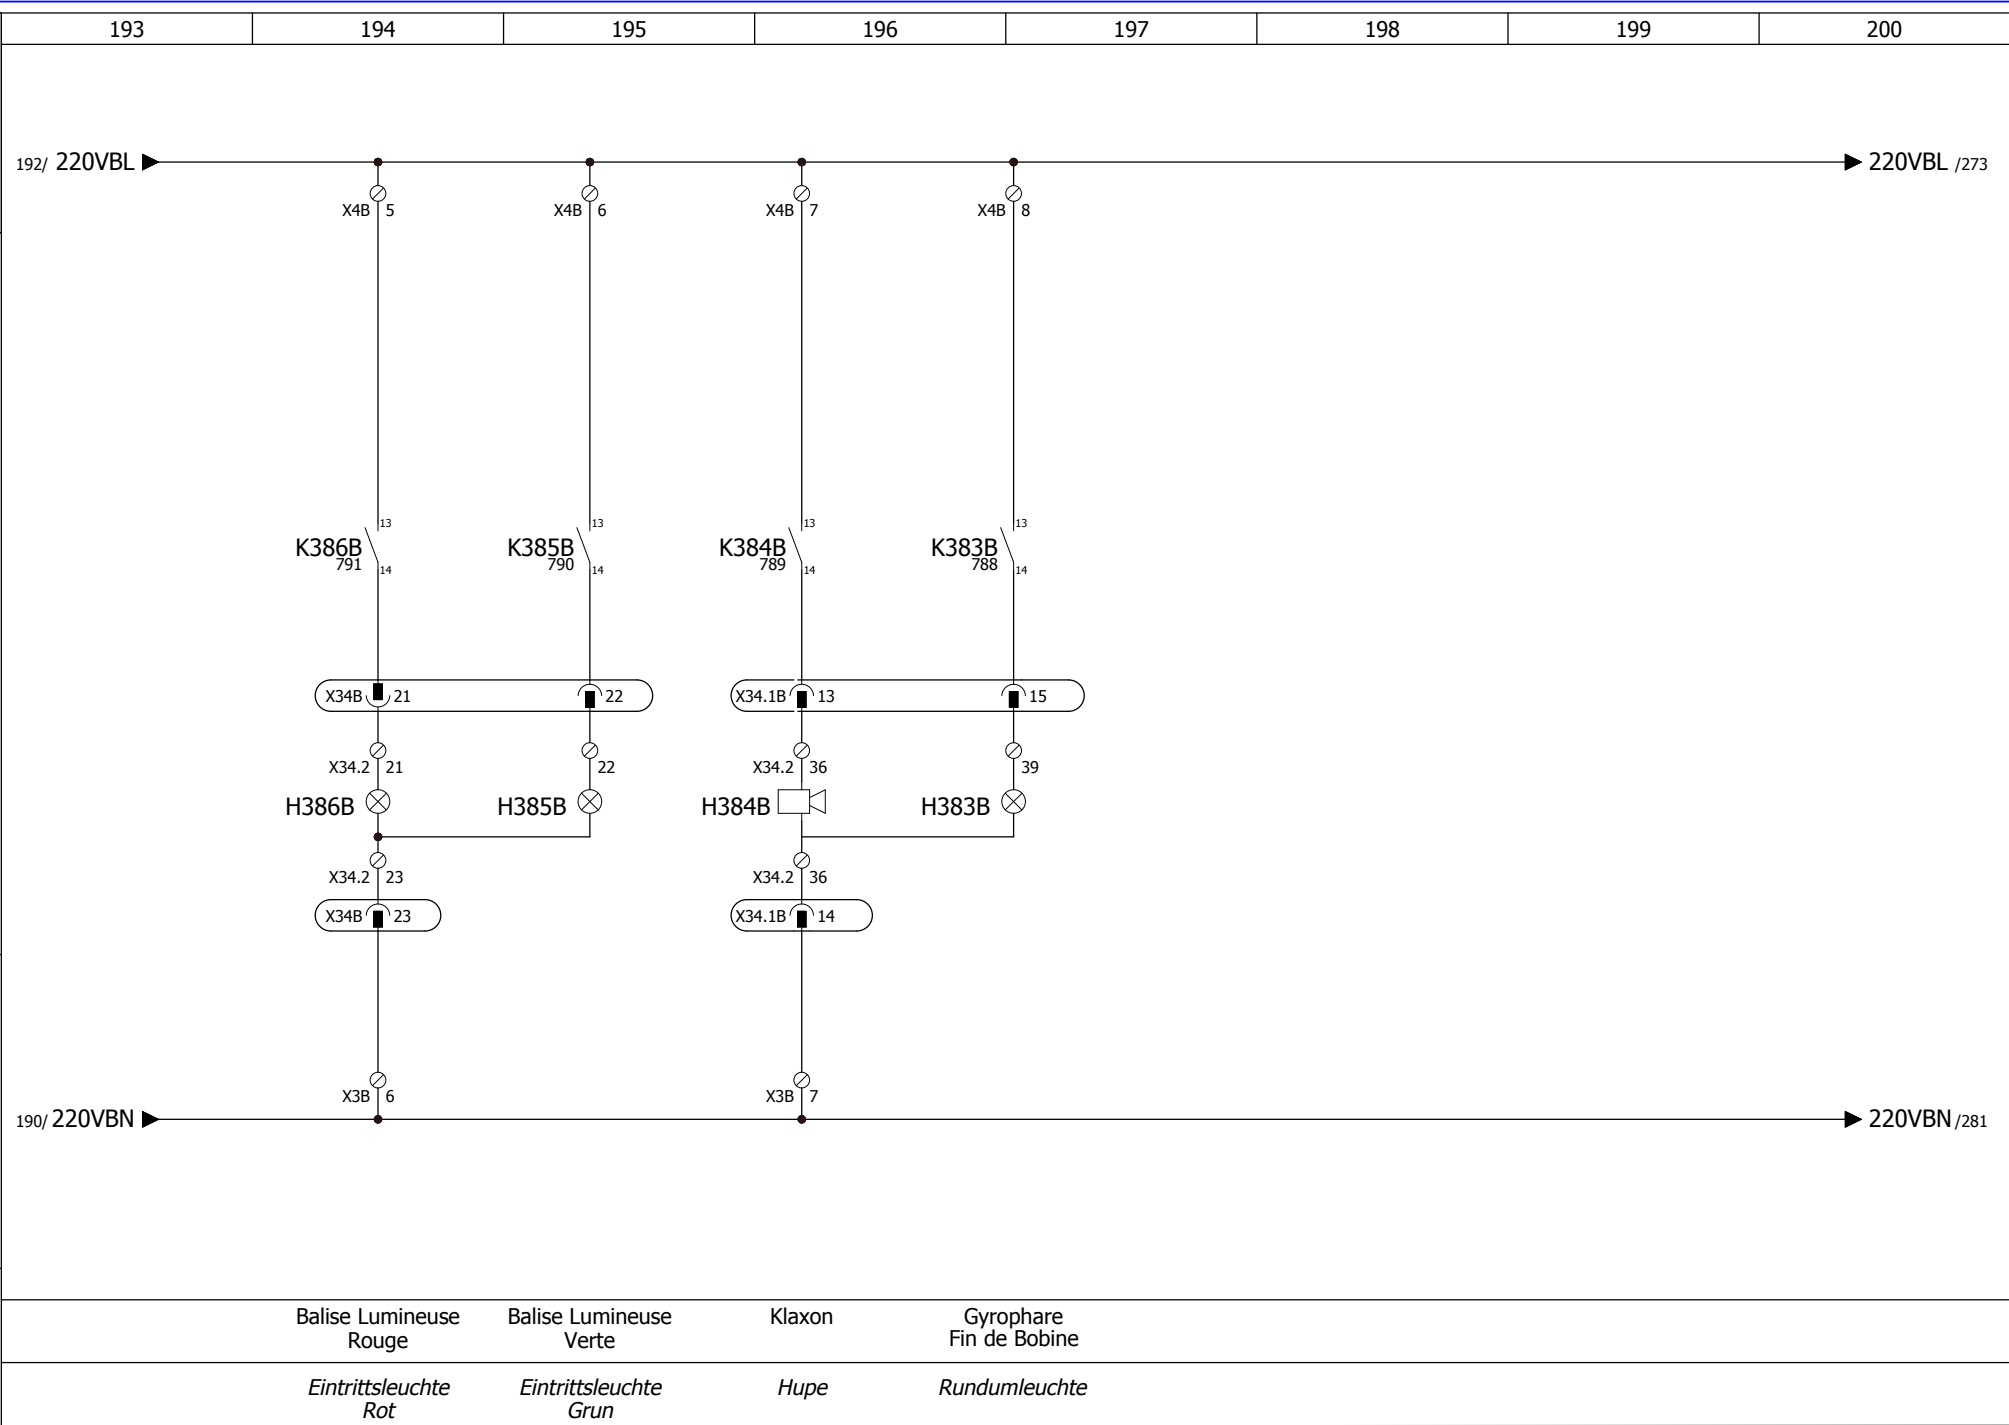 193 194 195 196 197 198 199 200
192/ 220VBL 220VBL /273
X4B 5 X4B 6 X4B 7 X4B 8
13 13 13 13
K386B K385B K384B K383B
791 790 789 788
14 14 14 14
X34B 21 22 X34.1B 13 15
X34.2 21 22 X34.2 36 39
H386B H385B H384B H383B
X34.2 23 X34.2 36
X34B 23 X34.1B 14
X3B 6 X3B 7
190/ 220VBN 220VBN /281
Balise Lumineuse Balise Lumineuse Klaxon Gyrophare
Rouge Verte Fin de Bobine
Eintrittsleuchte Eintrittsleuchte Hupe Rundumleuchte
Rot Grun